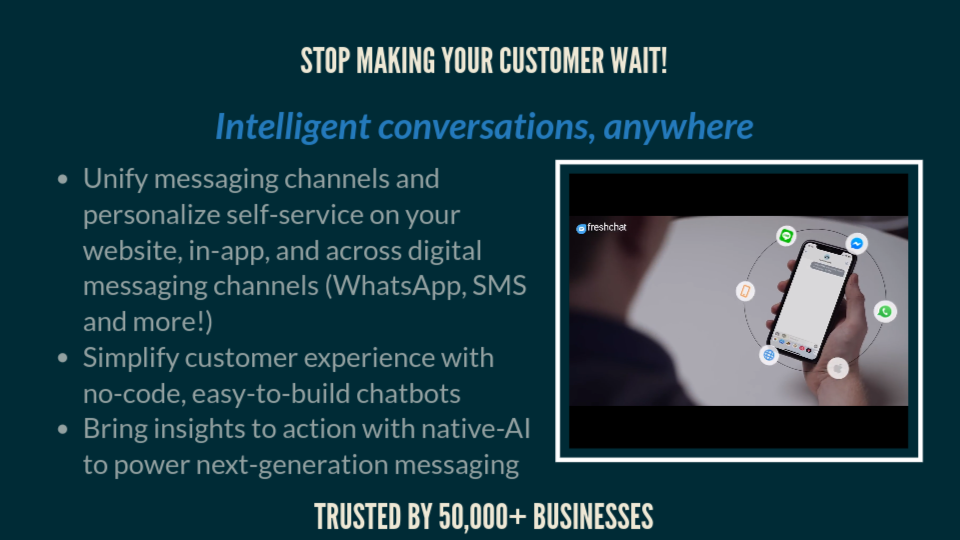 STOP MAKING YOUR CUSTOMER WAIT!
Intelligent conversations, anywhere
• Unify messaging channels and
personalize self-service on your
website, in-app, and across digital
messaging channels (WhatsApp, SMS
and more!)
• Simplify customer experience with
no-code, easy-to-build chatbots
• Bring insights to action with native-AI
to power next-generation messaging
freshchat
TRUSTED BY 50,000+ BUSINESSES